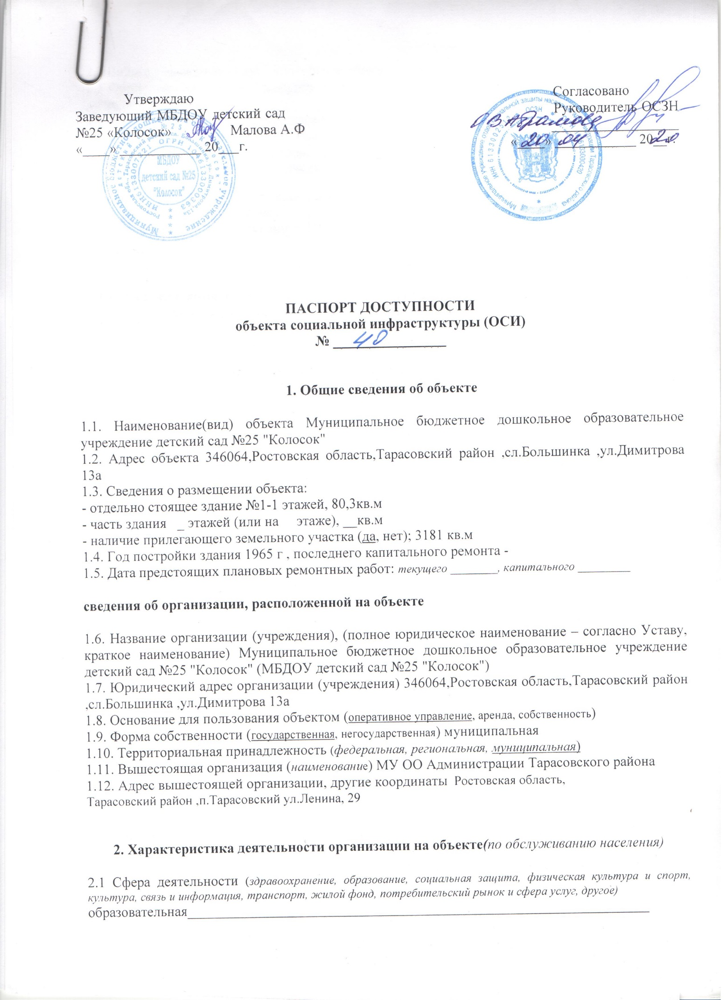 Утверждаю
Заведующий МБДОУ детский сад
№25 «Колосок» Малова А.Ф
«____» ____________ 20___г.
МБДОУ
детский сад №25
"Колосок"
Согласовано
Руководитель ОСЗН
ОВ Абрамова
«20» 04 2020г.
ПАСПОРТ ДОСТУПНОСТИ
объекта социальной инфраструктуры (ОСИ)
№ 40
1. Общие сведения об объекте
1.1. Наименование(вид) объекта Муниципальное бюджетное дошкольное образовательное
учреждение детский сад №25 "Колосок"
1.2. Адрес объекта 346064,Ростовская область,Тарасовский район ,сл.Большинка ,ул.Димитрова
13а
1.3. Сведения о размещении объекта:
- отдельно стоящее здание №1-1 этажей, 80,3кв.м
- часть здания _ этажей (или на этаже), __кв.м
- наличие прилегающего земельного участка (да, нет); 3181 кв.м
1.4. Год постройки здания 1965 г , последнего капитального ремонта -
1.5. Дата предстоящих плановых ремонтных работ: текущего ________, капитального _________
сведения об организации, расположенной на объекте
1.6. Название организации (учреждения), (полное юридическое наименование – согласно Уставу,
краткое наименование) Муниципальное бюджетное дошкольное образовательное учреждение
детский сад №25 "Колосок" (МБДОУ детский сад №25 "Колосок")
1.7. Юридический адрес организации (учреждения) 346064,Ростовская область,Тарасовский район
,сл.Большинка ,ул.Димитрова 13а
1.8. Основание для пользования объектом (оперативное управление, аренда, собственность)
1.9. Форма собственности (государственная, негосударственная) муниципальная
1.10. Территориальная принадлежность (федеральная, региональная, муниципальная)
1.11. Вышестоящая организация (наименование) МУ ОО Администрации Тарасовского района
1.12. Адрес вышестоящей организации, другие координаты Ростовская область,
Тарасовский район ,п.Тарасовский ул.Ленина, 29
2. Характеристика деятельности организации на объекте(по обслуживанию населения)
2.1 Сфера деятельности (здравоохранение, образование, социальная защита, физическая культура и спорт,
культура, связь и информация, транспорт, жилой фонд, потребительский рынок и сфера услуг, другое)
образовательная____________________________________________________________